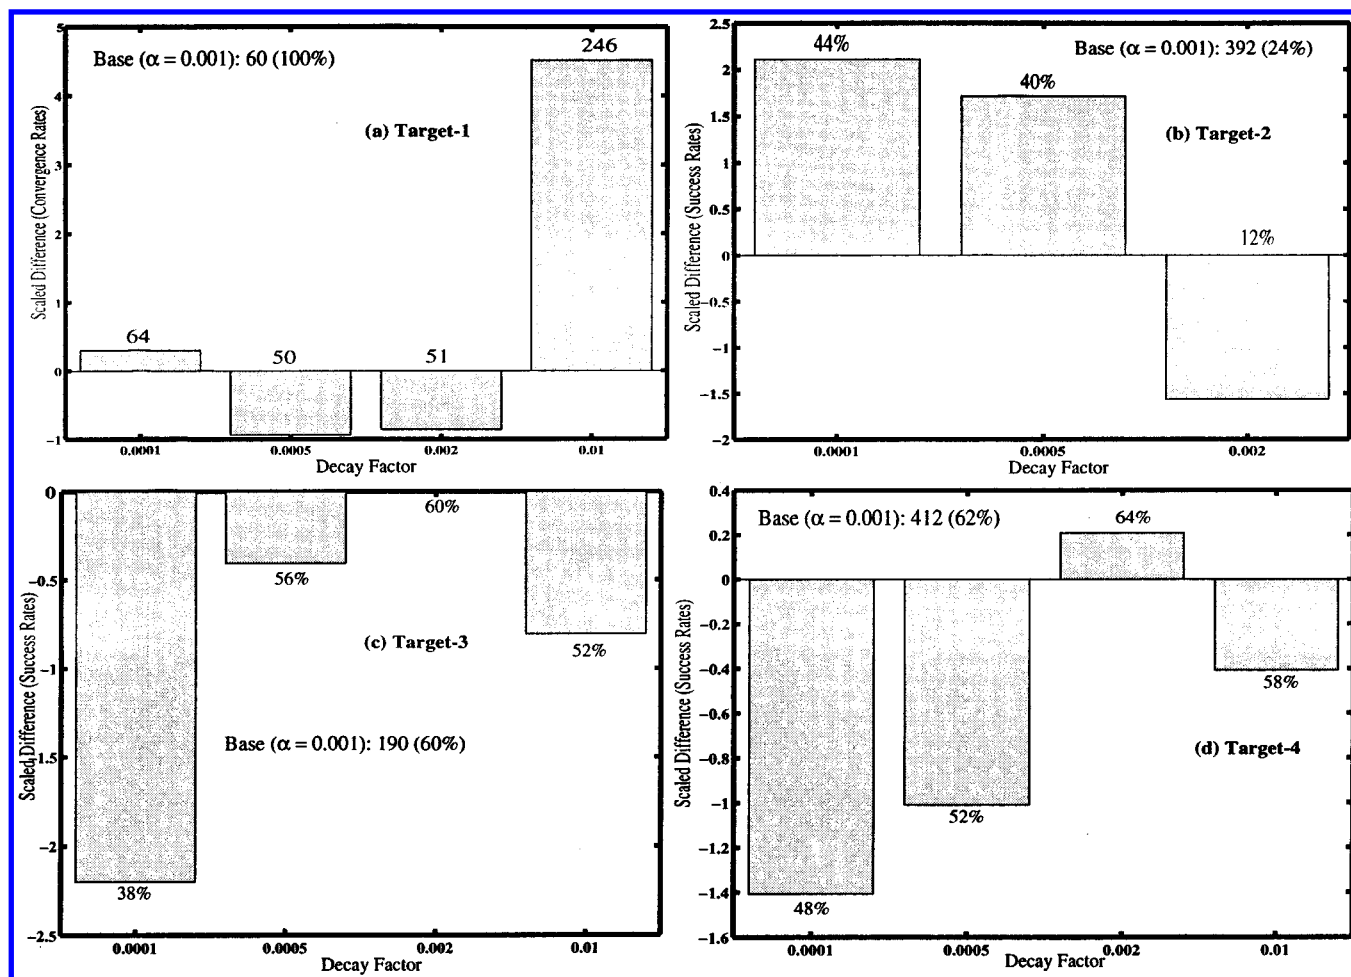 5
4
3
2
1
0
−1
Scaled Difference (Convergence Rates)
Base (α = 0.001): 60 (100%)
246
(a) Target-1
64
50
51
0.0001 0.0005 0.002 0.01
Decay Factor
2.5
2
1.5
1
0.5
0
−0.5
−1
−1.5
−2
Scaled Difference (Success Rates)
44%
Base (α = 0.001): 392 (24%)
40%
(b) Target-2
12%
0.0001 0.0005 0.002
Decay Factor
0
−0.5
−1
−1.5
−2
−2.5
Scaled Difference (Success Rates)
60%
56%
(c) Target-3
52%
Base (α = 0.001): 190 (60%)
38%
0.0001 0.0005 0.002 0.01
Decay Factor
0.4
0.2
0
−0.2
−0.4
−0.6
−0.8
−1
−1.2
−1.4
−1.6
Scaled Difference (Success Rates)
Base (α = 0.001): 412 (62%)
64%
58%
(d) Target-4
52%
48%
0.0001 0.0005 0.002 0.01
Decay Factor